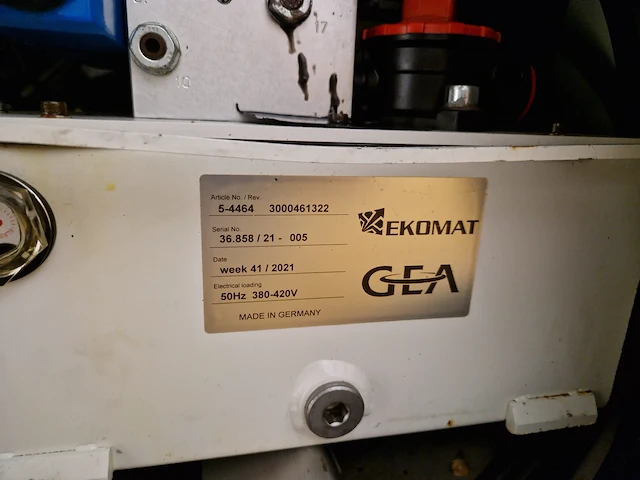 17
10
Article No. / Rev.
5-4464 3000461322
Serial No.
36.858 / 21 - 005
Date
week 41 / 2021
Electrical loading
50Hz 380-420V
MADE IN GERMANY
EKOMAT
GEA